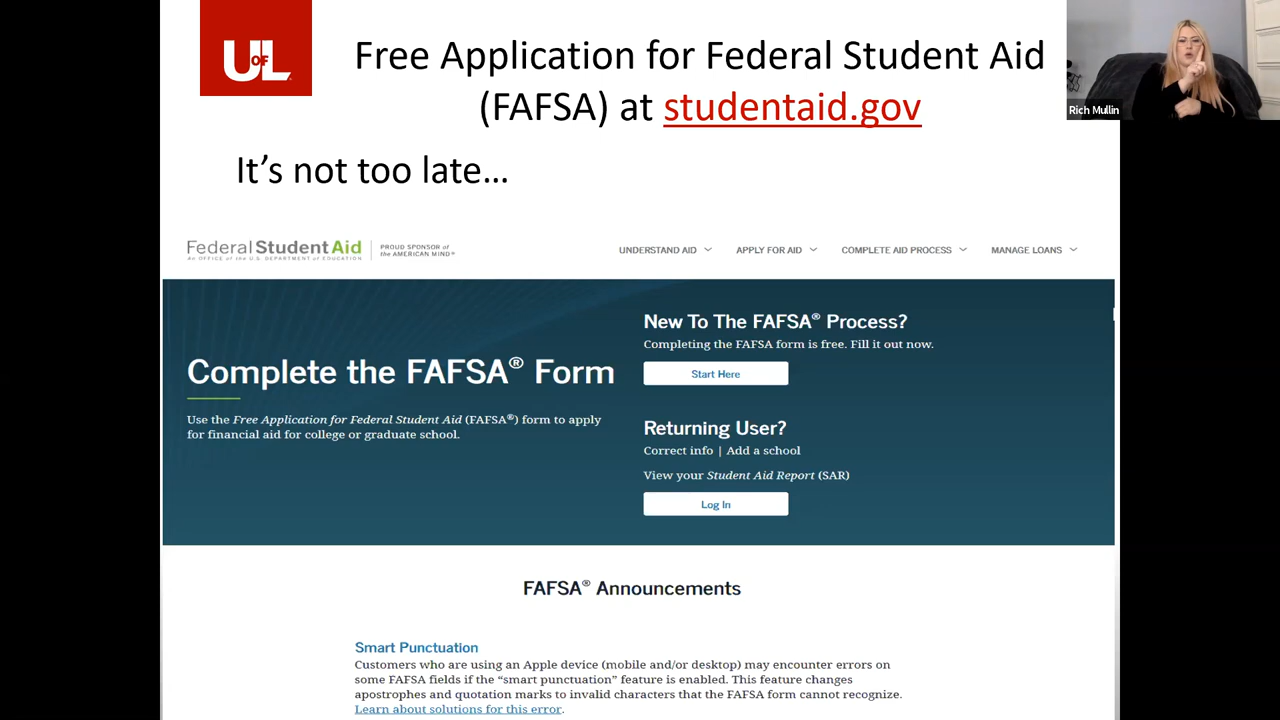 UofL
Free Application for Federal Student Aid
(FAFSA) at studentaid.gov
Rich Mullin
It's not too late...
Federal StudentAid
An OFFICE of the U.S. DEPARTMENT of EDUCATION
PROUD SPONSOR of
the AMERICAN MIND®
UNDERSTAND AID
APPLY FOR AID
COMPLETE AID PROCESS
MANAGE LOANS
Complete the FAFSA® Form
Use the Free Application for Federal Student Aid (FAFSA®) form to apply
for financial aid for college or graduate school.
New To The FAFSA® Process?
Completing the FAFSA form is free. Fill it out now.
Start Here
Returning User?
Correct info | Add a school
View your Student Aid Report (SAR)
Log In
FAFSA® Announcements
Smart Punctuation
Customers who are using an Apple device (mobile and/or desktop) may encounter errors on
some FAFSA fields if the “smart punctuation” feature is enabled. This feature changes
apostrophes and quotation marks to invalid characters that the FAFSA form cannot recognize.
Learn about solutions for this error.